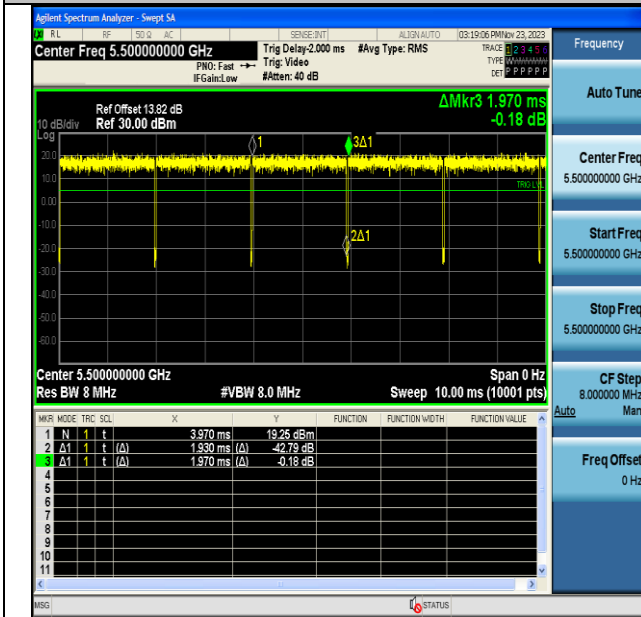 Agilent Spectrum Analyzer - Swept SA
RL RF 50 Ω AC SENSE:INT ALIGN AUTO 03:19:06 PM Nov 23, 2023
Center Freq 5.500000000 GHz
PNO: Fast
IFGain:Low
Trig Delay-2.000 ms
Trig: Video
#Atten: 40 dB
#Avg Type: RMS
TRACE 1 2 3 4 5 6
TYPE
DET P P P P P P
ΔMkr3 1.970 ms
-0.18 dB
Ref Offset 13.82 dB
10 dB/div Ref 30.00 dBm
Log
1
3Δ1
20.0
10.0
TRIG LVL
0.00
-10.0
2Δ1
-20.0
-30.0
-40.0
-50.0
-60.0
Center 5.500000000 GHz Span 0 Hz
Res BW 8 MHz #VBW 8.0 MHz Sweep 10.00 ms (10001 pts)
MKR MODE TRC SCL X Y FUNCTION FUNCTION WIDTH FUNCTION VALUE
1 N 1 t 3.970 ms 19.25 dBm
2 Δ1 1 t (Δ) 1.930 ms (Δ) -42.79 dB
3 Δ1 1 t (Δ) 1.970 ms (Δ) -0.18 dB
4
5
6
7
8
9
10
11
MSG STATUS
Frequency
Auto Tune
Center Freq
5.500000000 GHz
Start Freq
5.500000000 GHz
Stop Freq
5.500000000 GHz
CF Step
8.000000 MHz
Auto Man
Freq Offset
0 Hz